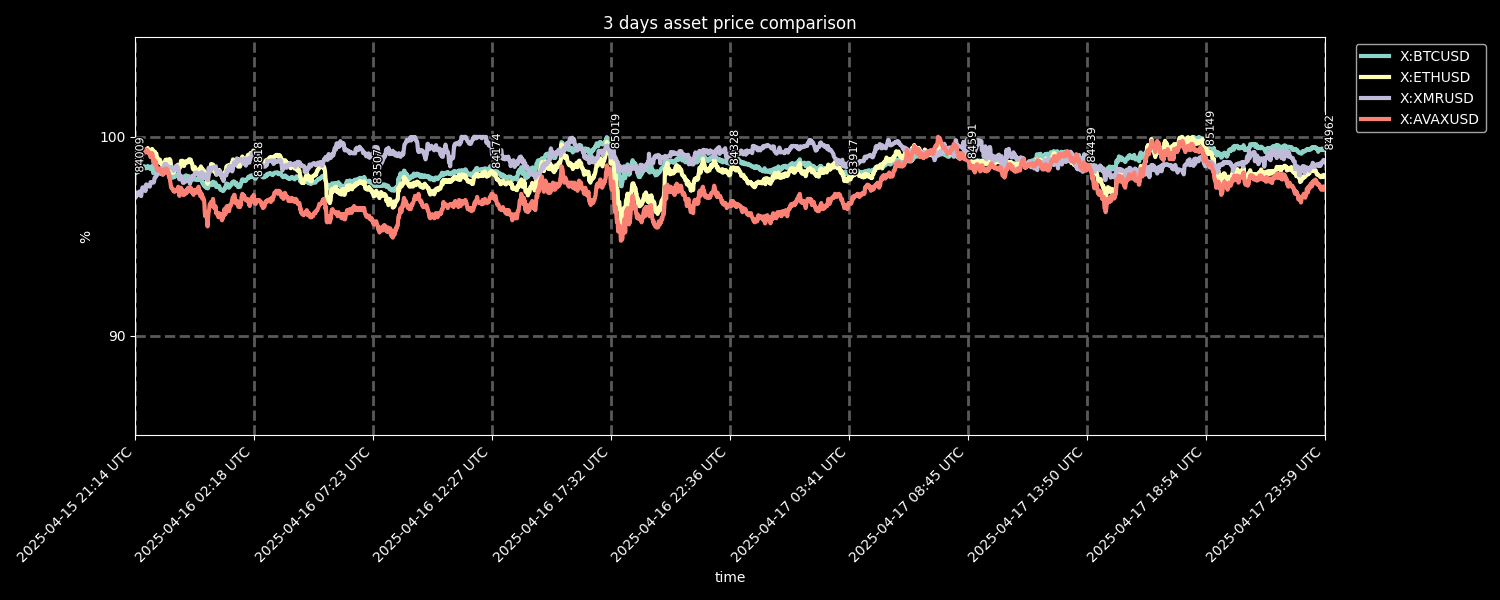 3 days asset price comparison
X:BTCUSD
X:ETHUSD
X:XMRUSD
X:AVAXUSD
%
100
90
84009
83818
83507
84174
85019
84328
83917
84591
84439
85149
84962
2025-04-15 21:14 UTC
2025-04-16 02:18 UTC
2025-04-16 07:23 UTC
2025-04-16 12:27 UTC
2025-04-16 17:32 UTC
2025-04-16 22:36 UTC
2025-04-17 03:41 UTC
2025-04-17 08:45 UTC
2025-04-17 13:50 UTC
2025-04-17 18:54 UTC
2025-04-17 23:59 UTC
time